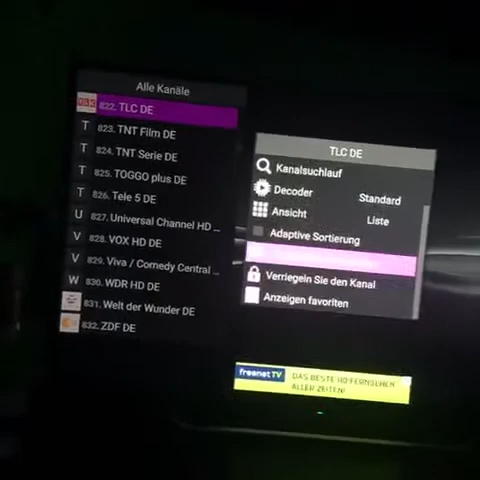 Alle Kanäle
822. TLC DE
T 823. TNT Film DE
T 824. TNT Serie DE
T 825. TOGGO plus DE
T 826. Tele 5 DE
U 827. Universal Channel HD ...
V 828. VOX HD DE
V 829. Viva / Comedy Central ...
W 830. WDR HD DE
831. Welt der Wunder DE
832. ZDF DE
TLC DE
Kanalsuchlauf
Decoder Standard
Ansicht Liste
Adaptive Sortierung
Verriegeln Sie den Kanal
Anzeigen favoriten
freenet TV
DAS BESTE HD FERNSEHEN
ALLER ZEITEN!